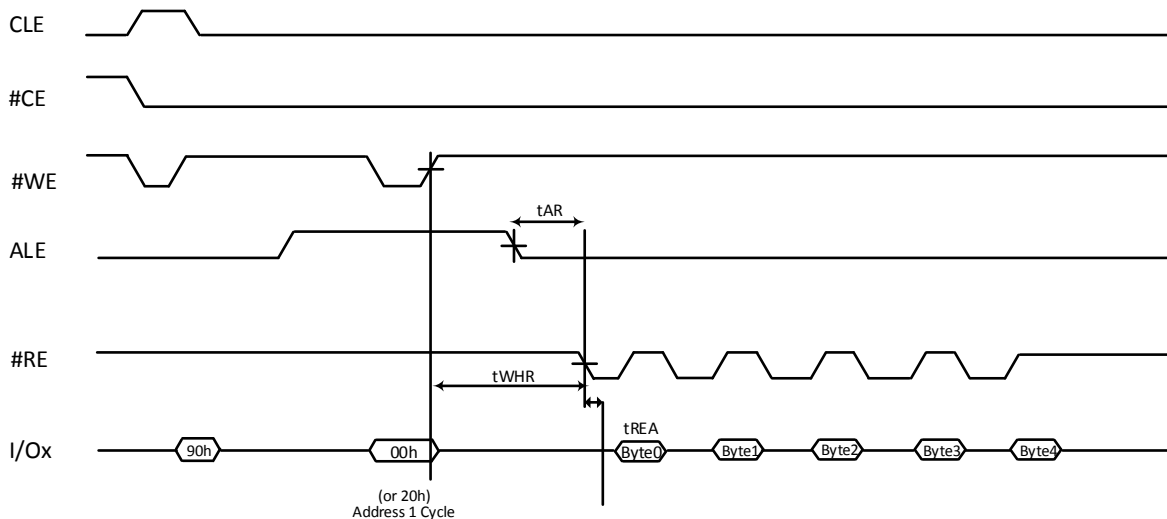 CLE
#CE
#WE
tAR
ALE
#RE
tWHR
tREA
I/Ox
90h
00h
Byte0
Byte1
Byte2
Byte3
Byte4
(or 20h)
Address 1 Cycle